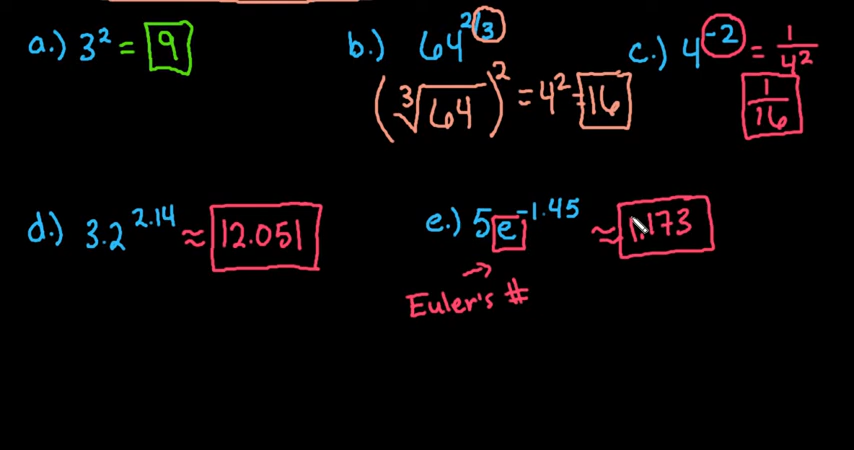 a.) 3² = 9
b.) 64^(2/3)
(∛64)² = 4² = 16
c.) 4⁻² = 1/4²
1/16
d.) 3.2^2.14 ≈ 12.051
e.) 5e^-1.45 ≈ 1.173
Euler's #